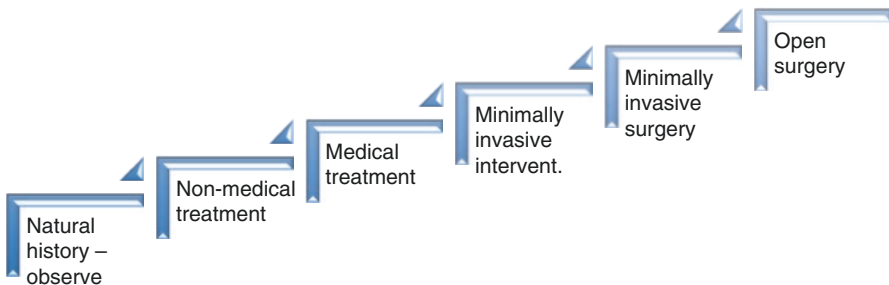 Natural
history –
observe
Non-medical
treatment
Medical
treatment
Minimally
invasive
intervent.
Minimally
invasive
surgery
Open
surgery